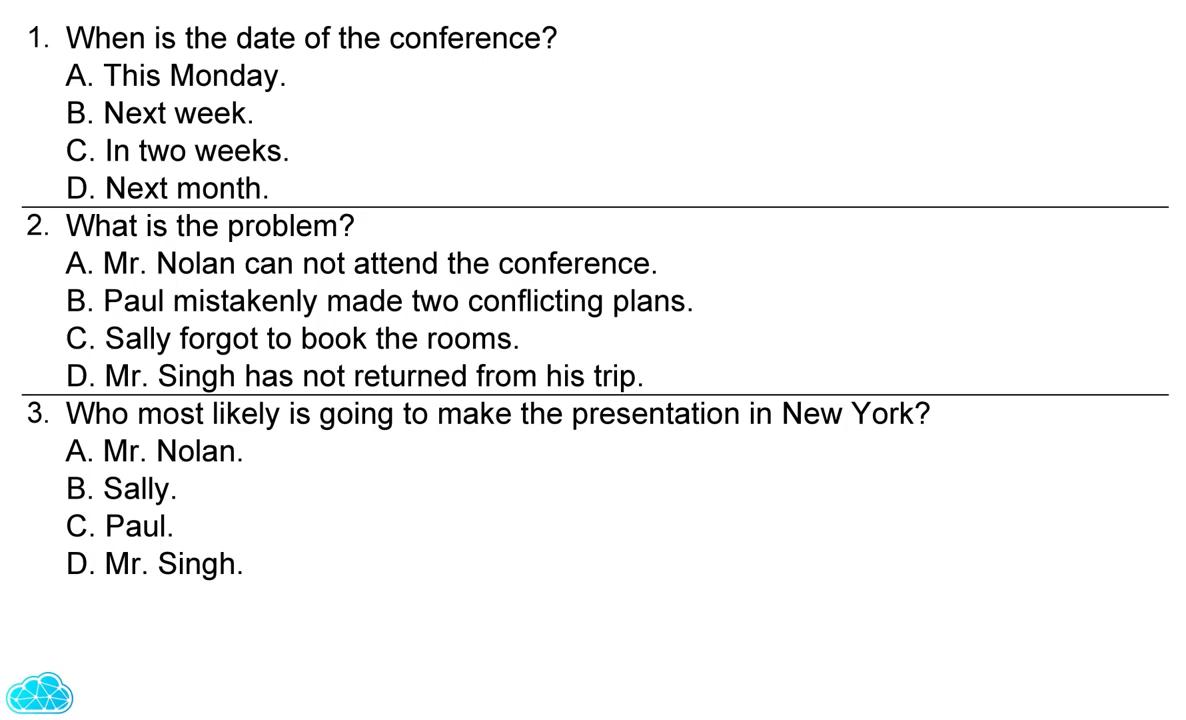 1. When is the date of the conference?
A. This Monday.
B. Next week.
C. In two weeks.
D. Next month.
2. What is the problem?
A. Mr. Nolan can not attend the conference.
B. Paul mistakenly made two conflicting plans.
C. Sally forgot to book the rooms.
D. Mr. Singh has not returned from his trip.
3. Who most likely is going to make the presentation in New York?
A. Mr. Nolan.
B. Sally.
C. Paul.
D. Mr. Singh.